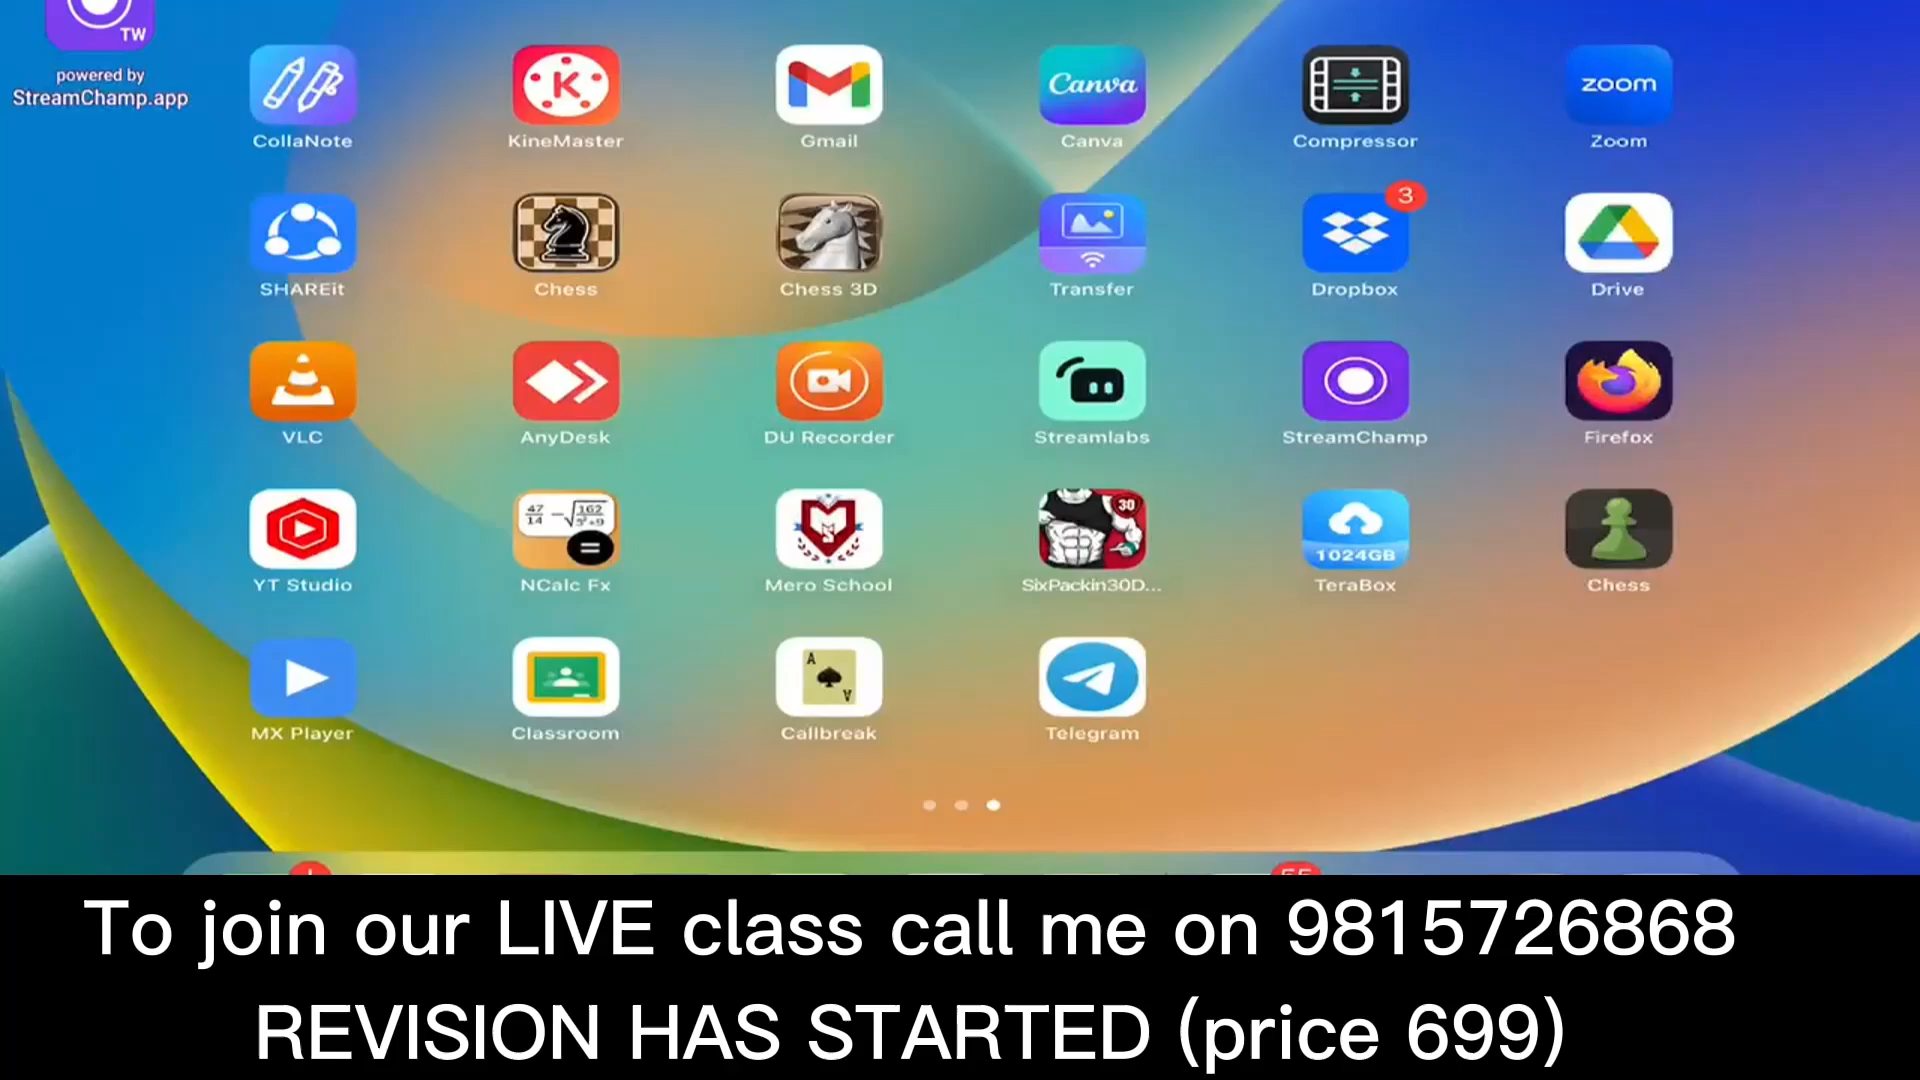 TW
powered by
StreamChamp.app
CollaNote
KineMaster
Gmail
Canva
Canva
Compressor
zoom
Zoom
SHAREit
Chess
Chess 3D
Transfer
3
Dropbox
Drive
VLC
AnyDesk
DU Recorder
Streamlabs
StreamChamp
Firefox
YT Studio
47/14 − √162
=
NCalc Fx
M
S
Mero School
30
SixPackin30D...
1024GB
TeraBox
Chess
MX Player
Classroom
A
A
Callbreak
Telegram
To join our LIVE class call me on 9815726868
REVISION HAS STARTED (price 699)